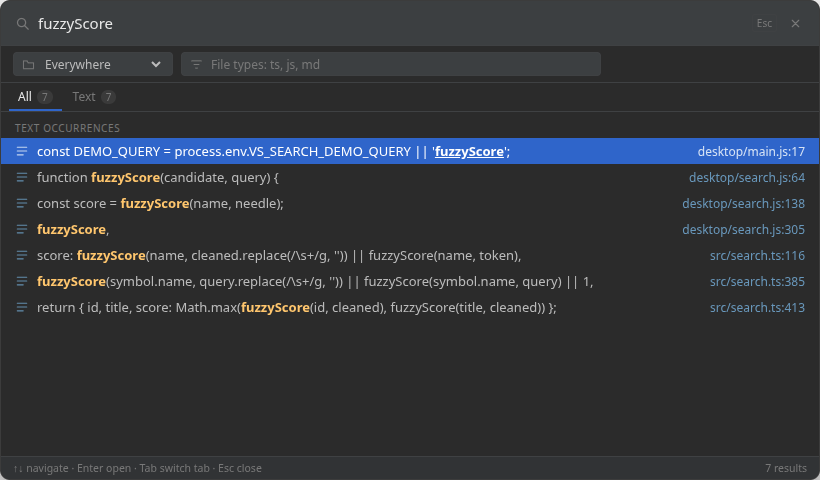 fuzzyScore Esc ×
Everywhere File types: ts, js, md
All 7 Text 7
TEXT OCCURRENCES
const DEMO_QUERY = process.env.VS_SEARCH_DEMO_QUERY || 'fuzzyScore'; desktop/main.js:17
function fuzzyScore(candidate, query) { desktop/search.js:64
const score = fuzzyScore(name, needle); desktop/search.js:138
fuzzyScore, desktop/search.js:305
score: fuzzyScore(name, cleaned.replace(/\s+/g, '')) || fuzzyScore(name, token), src/search.ts:116
fuzzyScore(symbol.name, query.replace(/\s+/g, '')) || fuzzyScore(symbol.name, query) || 1, src/search.ts:385
return { id, title, score: Math.max(fuzzyScore(id, cleaned), fuzzyScore(title, cleaned)) }; src/search.ts:413
↑↓ navigate · Enter open · Tab switch tab · Esc close 7 results